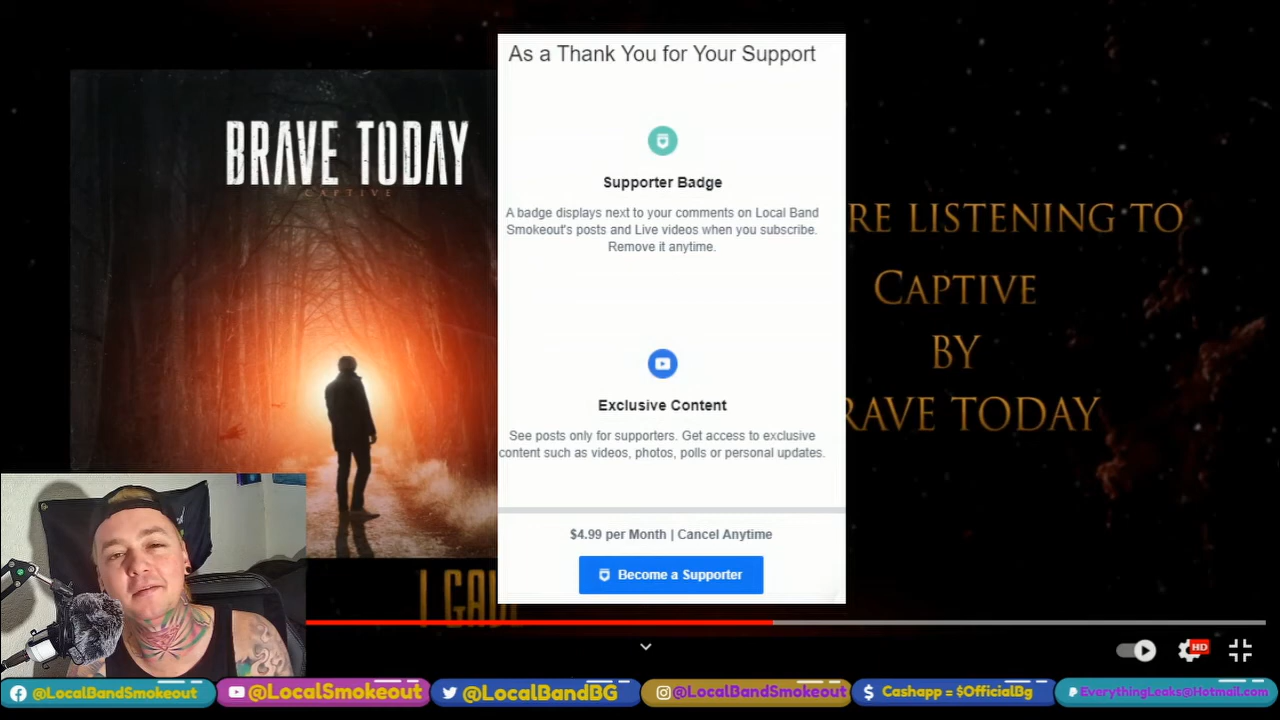 BRAVE TODAY
CAPTIVE
As a Thank You for Your Support
Supporter Badge
A badge displays next to your comments on Local Band
Smokeout's posts and Live videos when you subscribe.
Remove it anytime.
Exclusive Content
See posts only for supporters. Get access to exclusive
content such as videos, photos, polls or personal updates.
$4.99 per Month | Cancel Anytime
Become a Supporter
RE LISTENING TO
CAPTIVE
BY
RAVE TODAY
HD
@LocalBandSmokeout
@LocalSmokeout
@LocalBandBG
@LocalBandSmokeout
$ Cashapp = $OfficialBg
EverythingLeaks@Hotmail.com